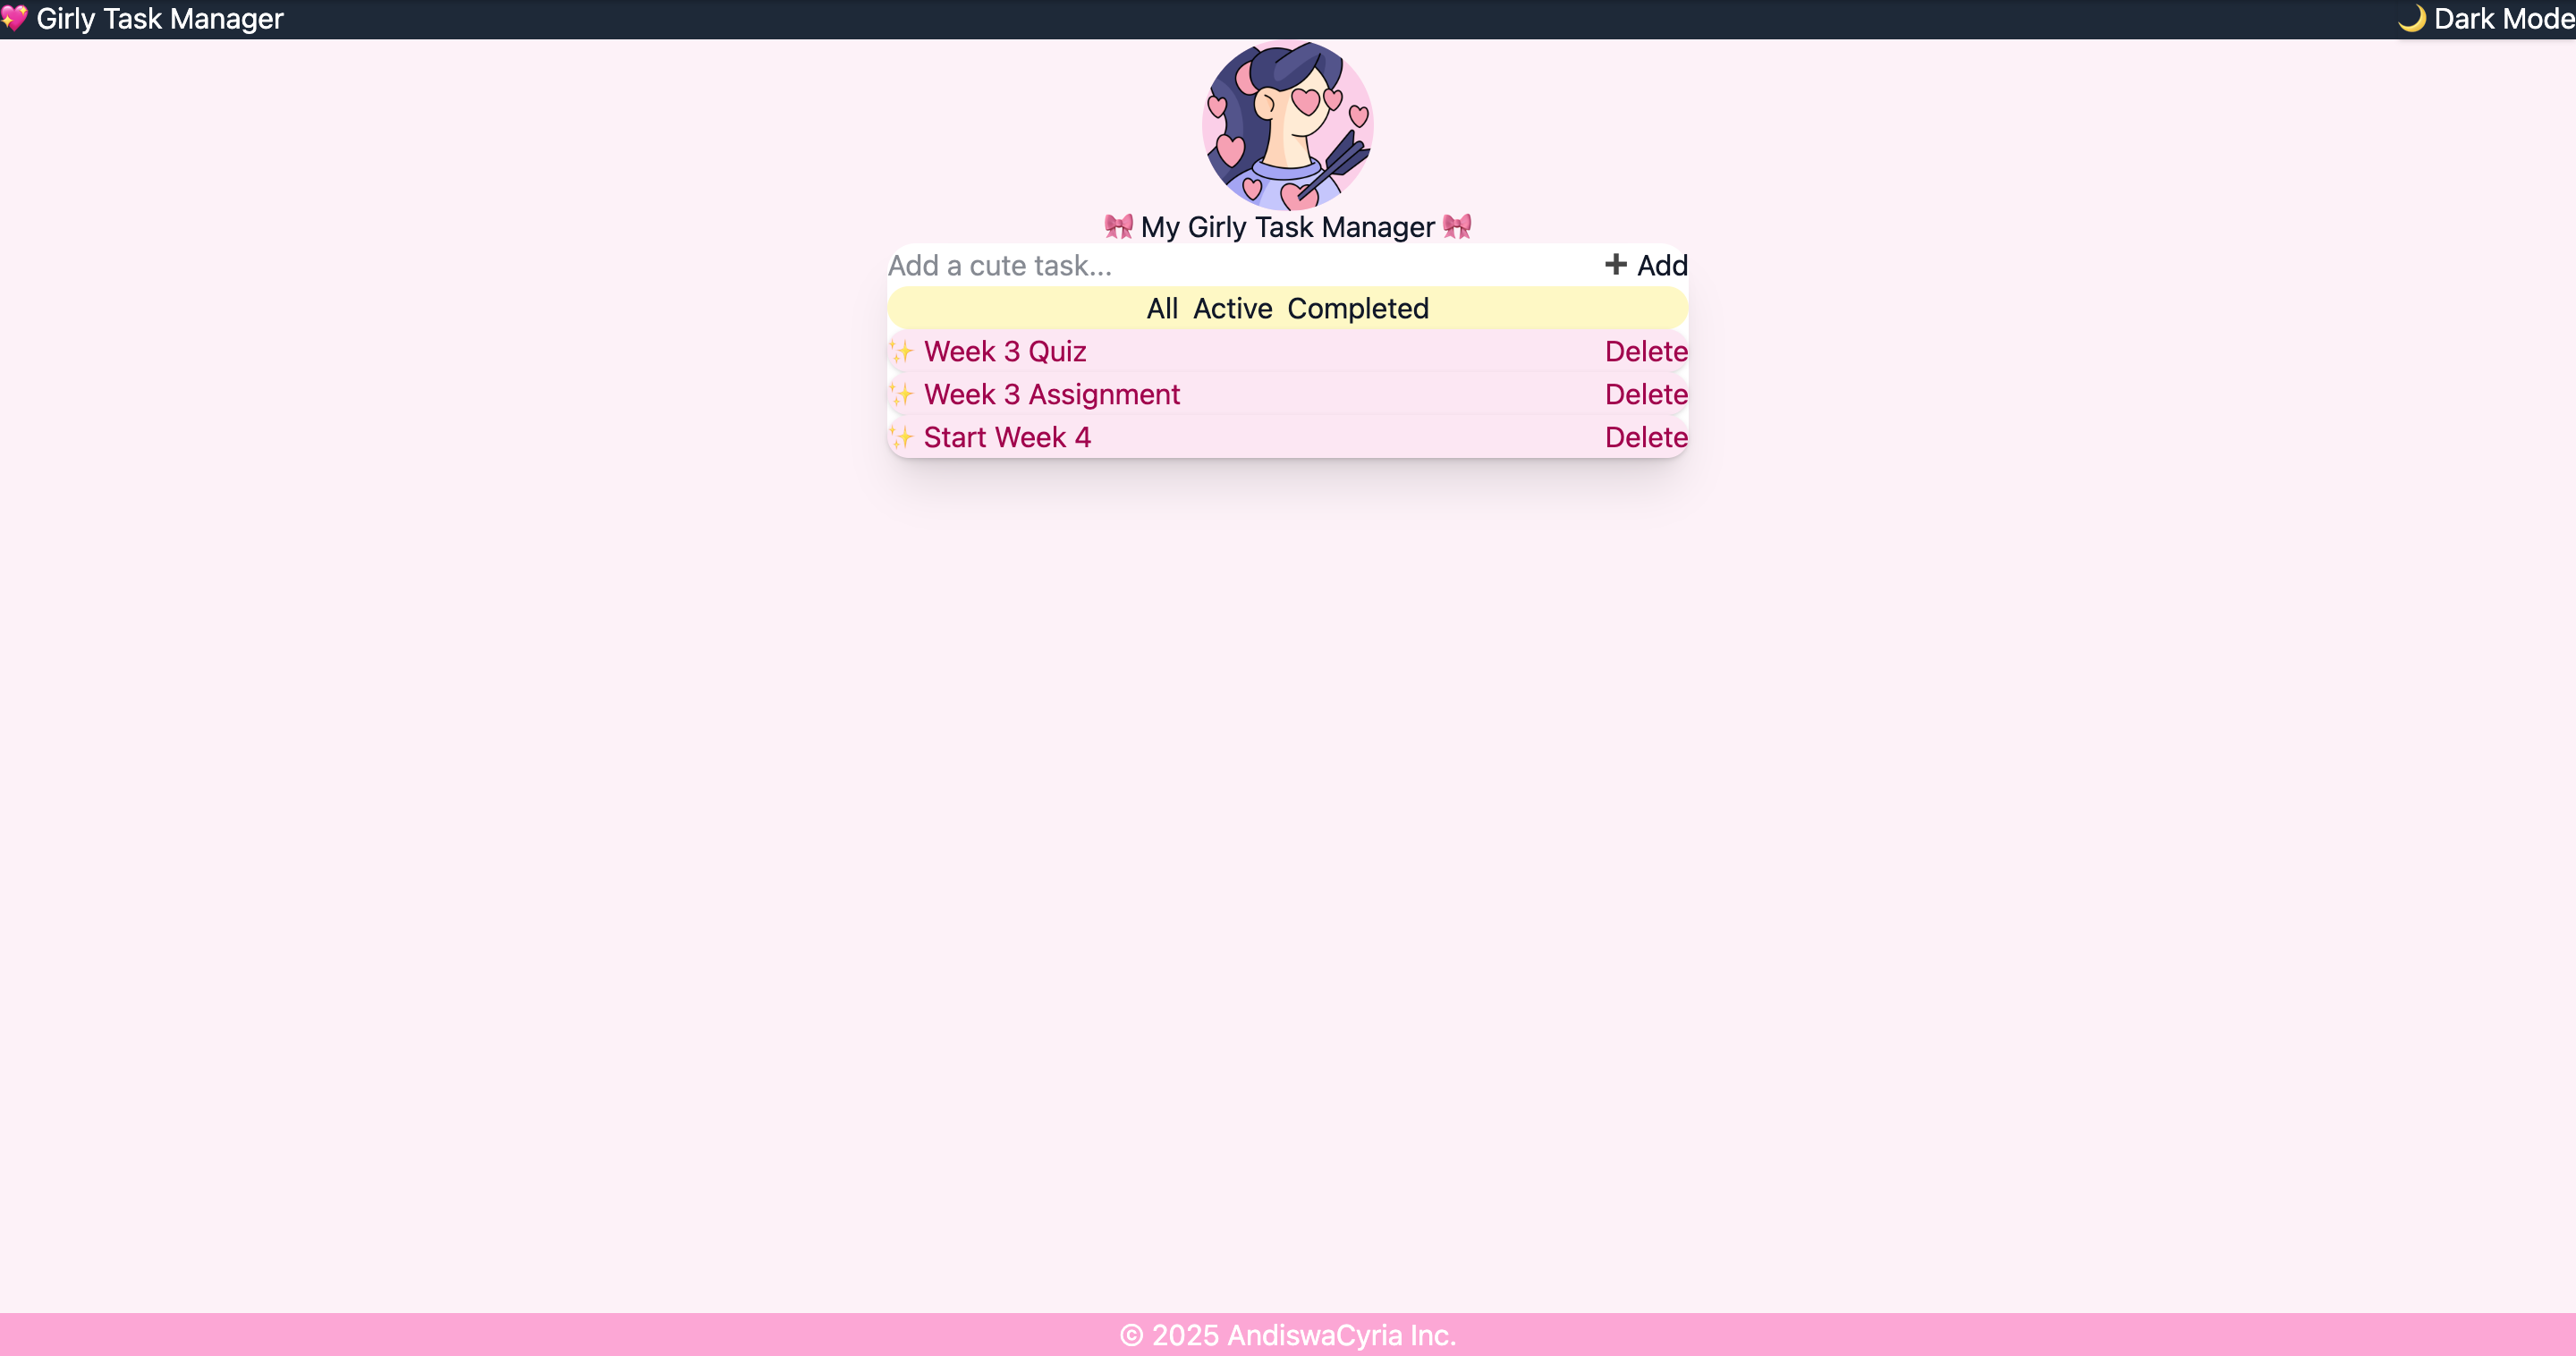 💖 Girly Task Manager
🌙 Dark Mode
🎀 My Girly Task Manager 🎀
Add a cute task...
➕ Add
All Active Completed
✨ Week 3 Quiz Delete
✨ Week 3 Assignment Delete
✨ Start Week 4 Delete
© 2025 AndiswaCyria Inc.